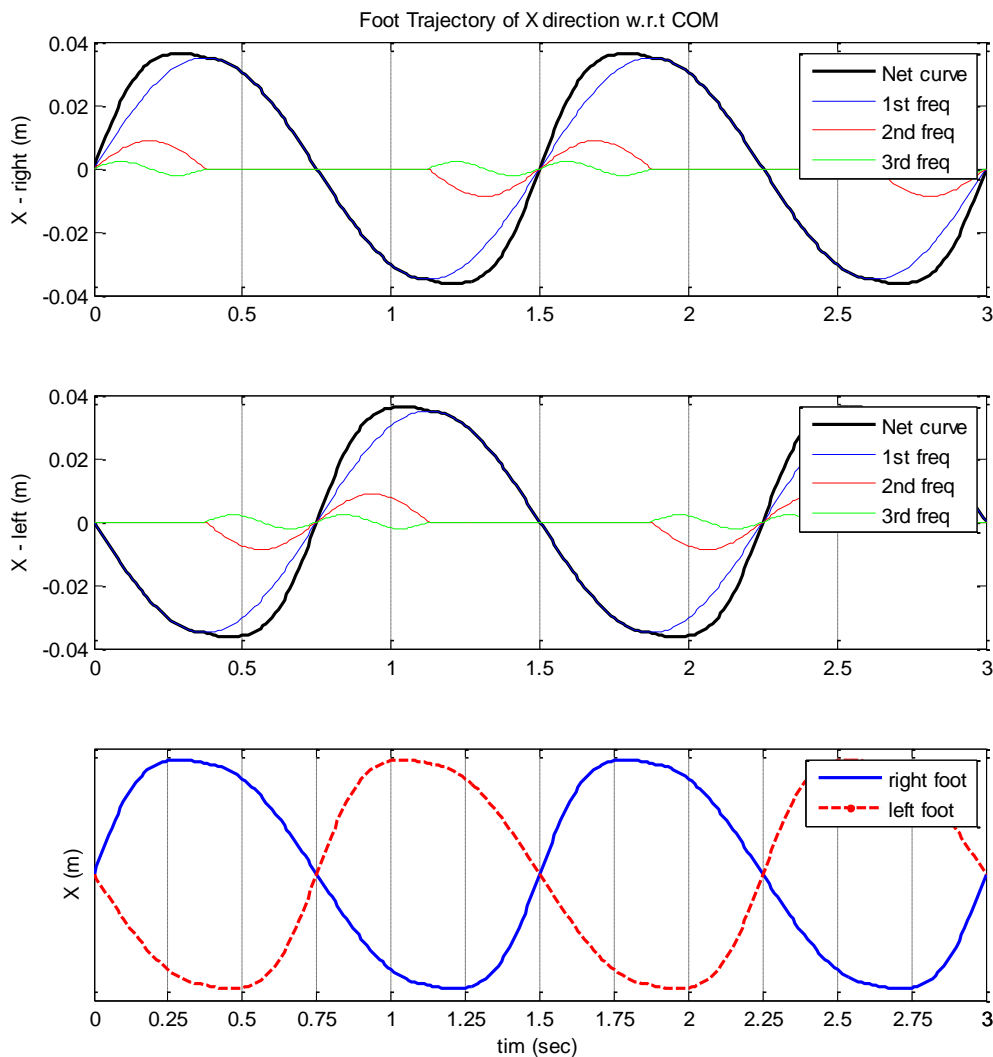 Foot Trajectory of X direction w.r.t COM
0.04
0.02
0
-0.02
-0.04
X - right (m)
Net curve
1st freq
2nd freq
3rd freq
0 0.5 1 1.5 2 2.5 3
0.04
0.02
0
-0.02
-0.04
X - left (m)
Net curve
1st freq
2nd freq
3rd freq
0 0.5 1 1.5 2 2.5 3
X (m)
right foot
left foot
0 0.25 0.5 0.75 1 1.25 1.5 1.75 2 2.25 2.5 2.75 3
tim (sec)